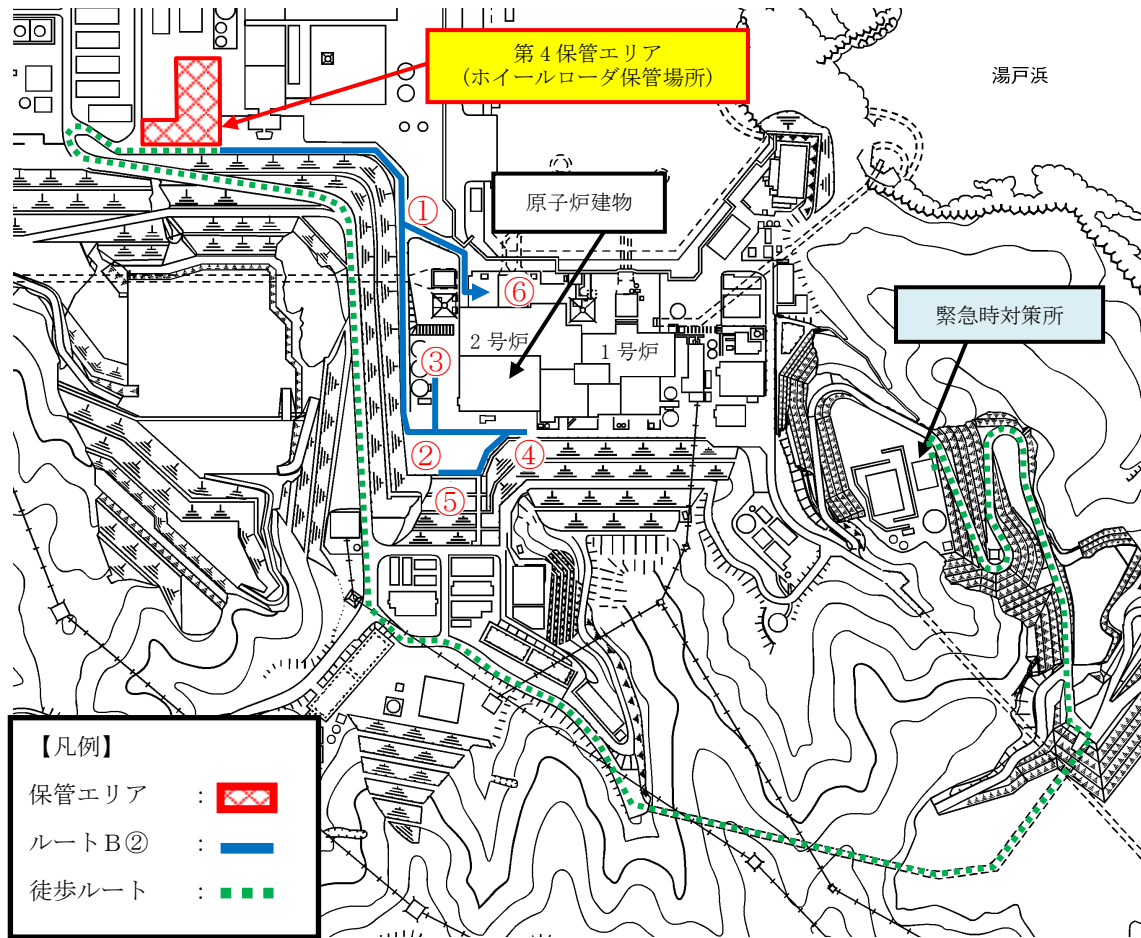 第4保管エリア
(ホイールローダ保管場所)
湯戸浜
①
原子炉建物
⑥
緊急時対策所
2号炉
1号炉
③
②
④
⑤
【凡例】
保管エリア :
ルートB② :
徒歩ルート :